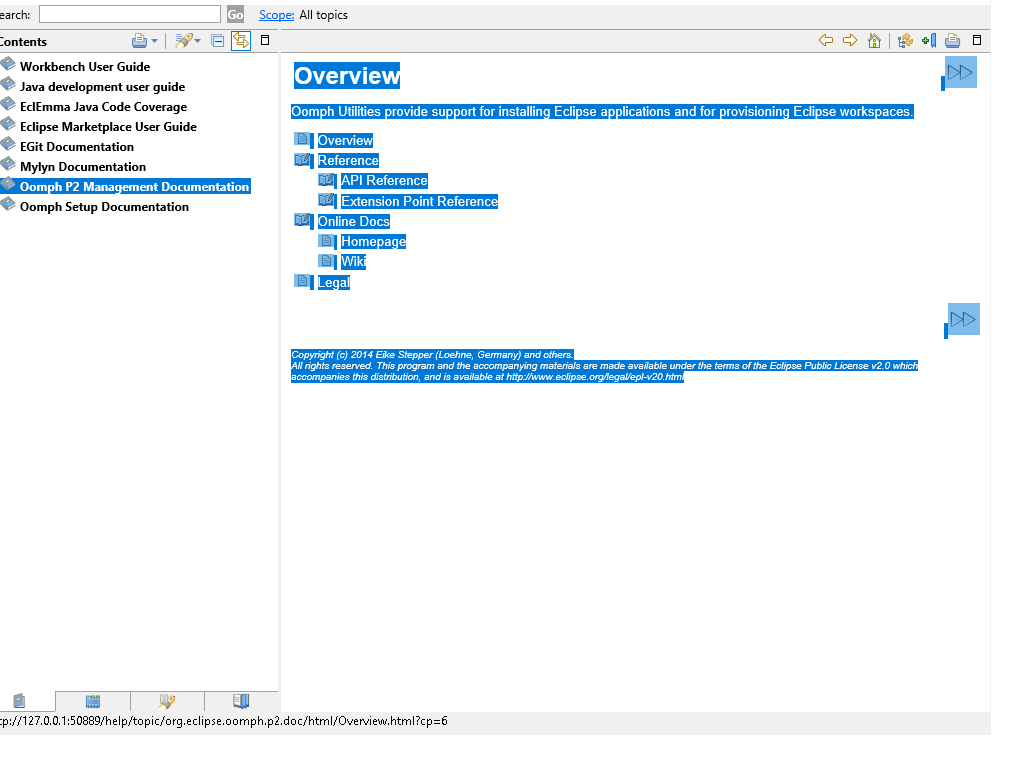 earch: Go Scope: All topics
Contents
Workbench User Guide
Java development user guide
EclEmma Java Code Coverage
Eclipse Marketplace User Guide
EGit Documentation
Mylyn Documentation
Oomph P2 Management Documentation
Oomph Setup Documentation
Overview
Oomph Utilities provide support for installing Eclipse applications and for provisioning Eclipse workspaces.
Overview
Reference
API Reference
Extension Point Reference
Online Docs
Homepage
Wiki
Legal
Copyright (c) 2014 Eike Stepper (Loehne, Germany) and others.
All rights reserved. This program and the accompanying materials are made available under the terms of the Eclipse Public License v2.0 which
accompanies this distribution, and is available at http://www.eclipse.org/legal/epl-v20.html
tp://127.0.0.1:50889/help/topic/org.eclipse.oomph.p2.doc/html/Overview.html?cp=6